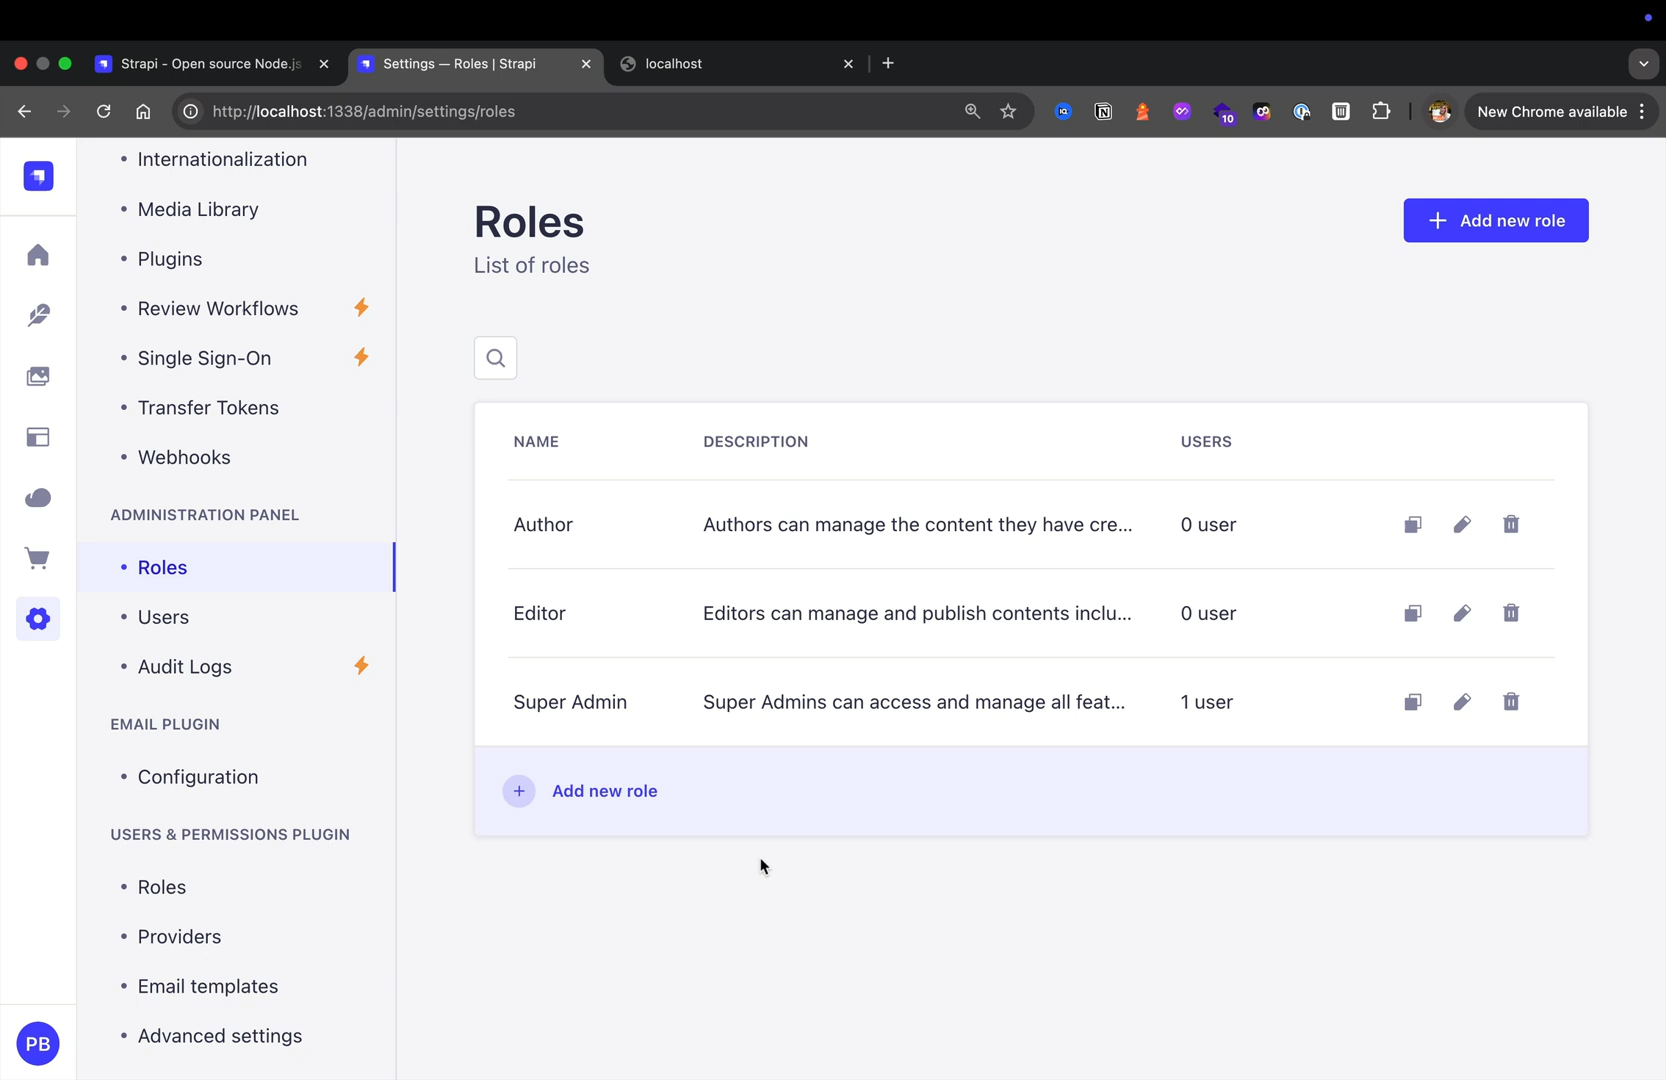 Strapi - Open source Node.js
Settings — Roles | Strapi
localhost
http://localhost:1338/admin/settings/roles
10
New Chrome available
Internationalization
Media Library
Plugins
Review Workflows
Single Sign-On
Transfer Tokens
Webhooks
ADMINISTRATION PANEL
Roles
Users
Audit Logs
EMAIL PLUGIN
Configuration
USERS & PERMISSIONS PLUGIN
Roles
Providers
Email templates
Advanced settings
PB
Roles
List of roles
Add new role
NAME DESCRIPTION USERS
Author Authors can manage the content they have cre... 0 user
Editor Editors can manage and publish contents inclu... 0 user
Super Admin Super Admins can access and manage all feat... 1 user
Add new role